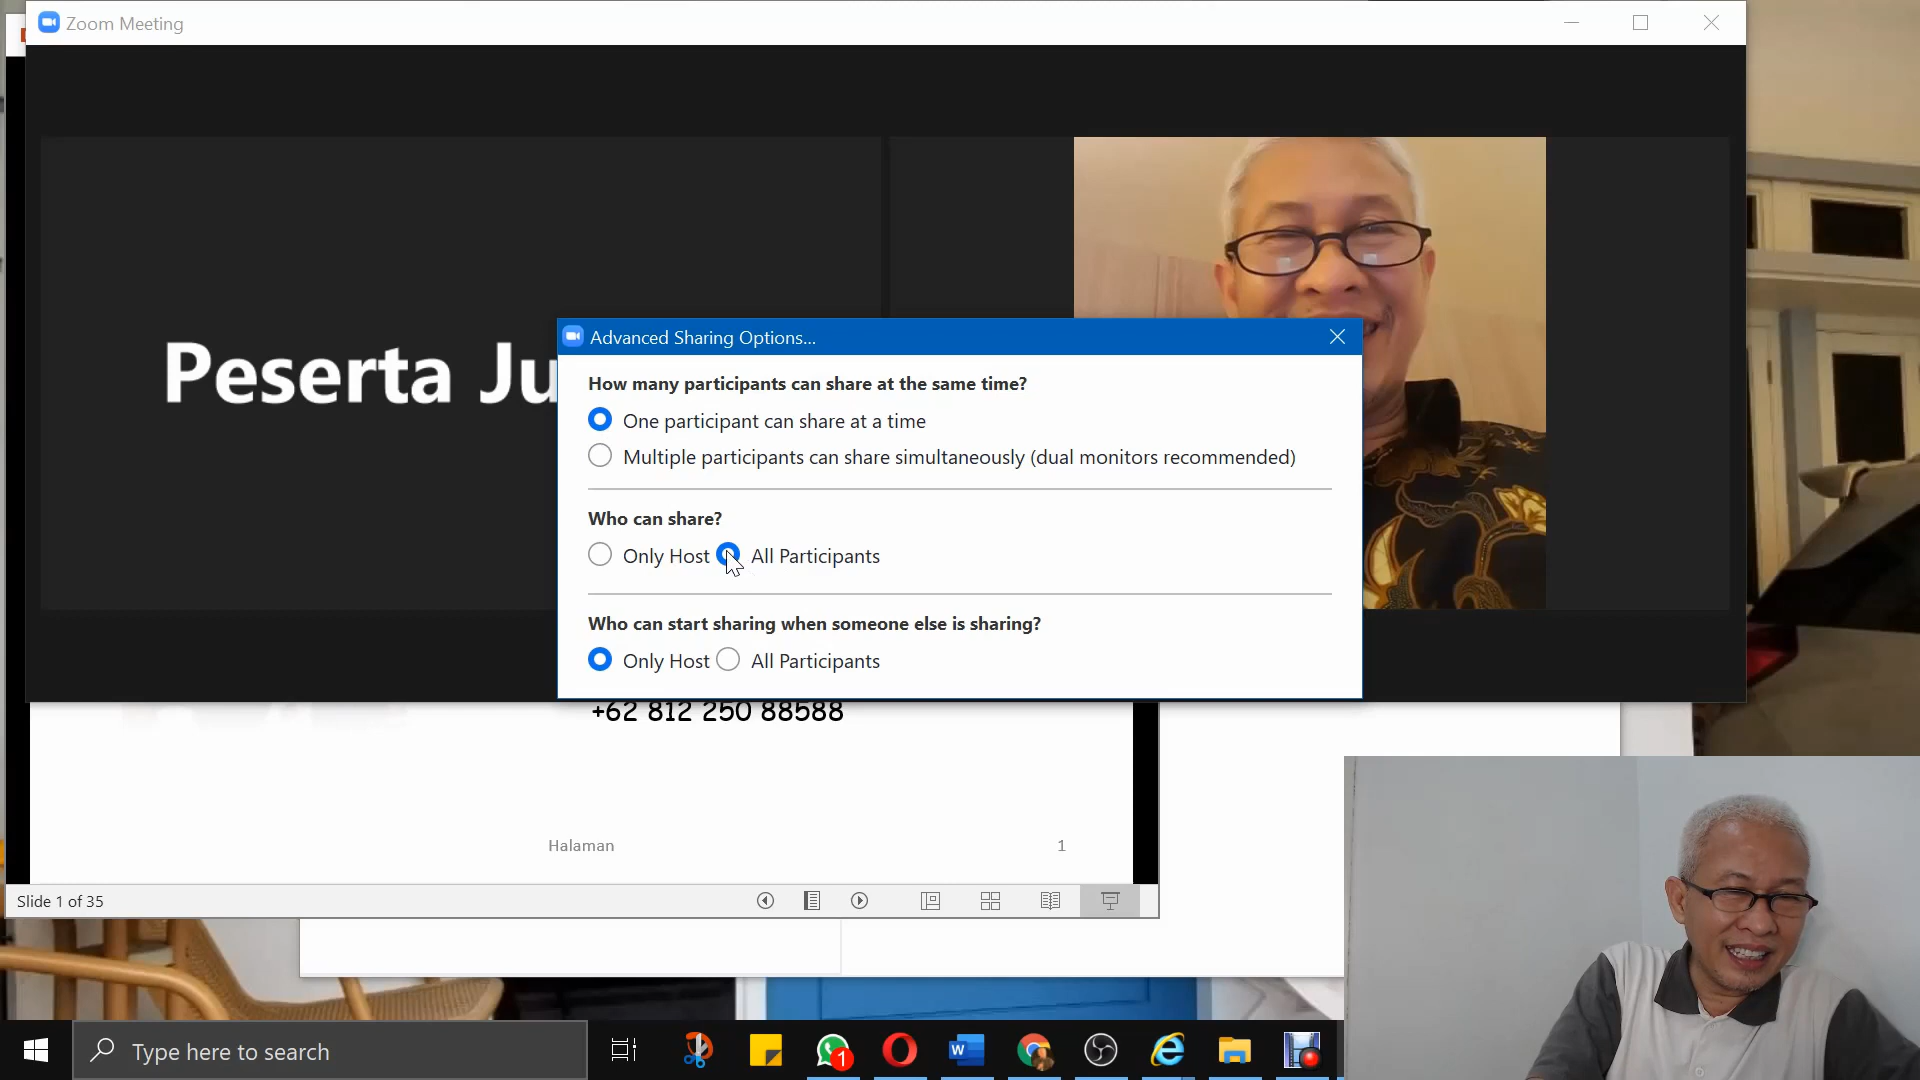 Zoom Meeting
Peserta Ju
Advanced Sharing Options...
How many participants can share at the same time?
One participant can share at a time
Multiple participants can share simultaneously (dual monitors recommended)
Who can share?
Only Host All Participants
Who can start sharing when someone else is sharing?
Only Host All Participants
+62 812 250 88588
Halaman 1
Slide 1 of 35
Type here to search
1
W